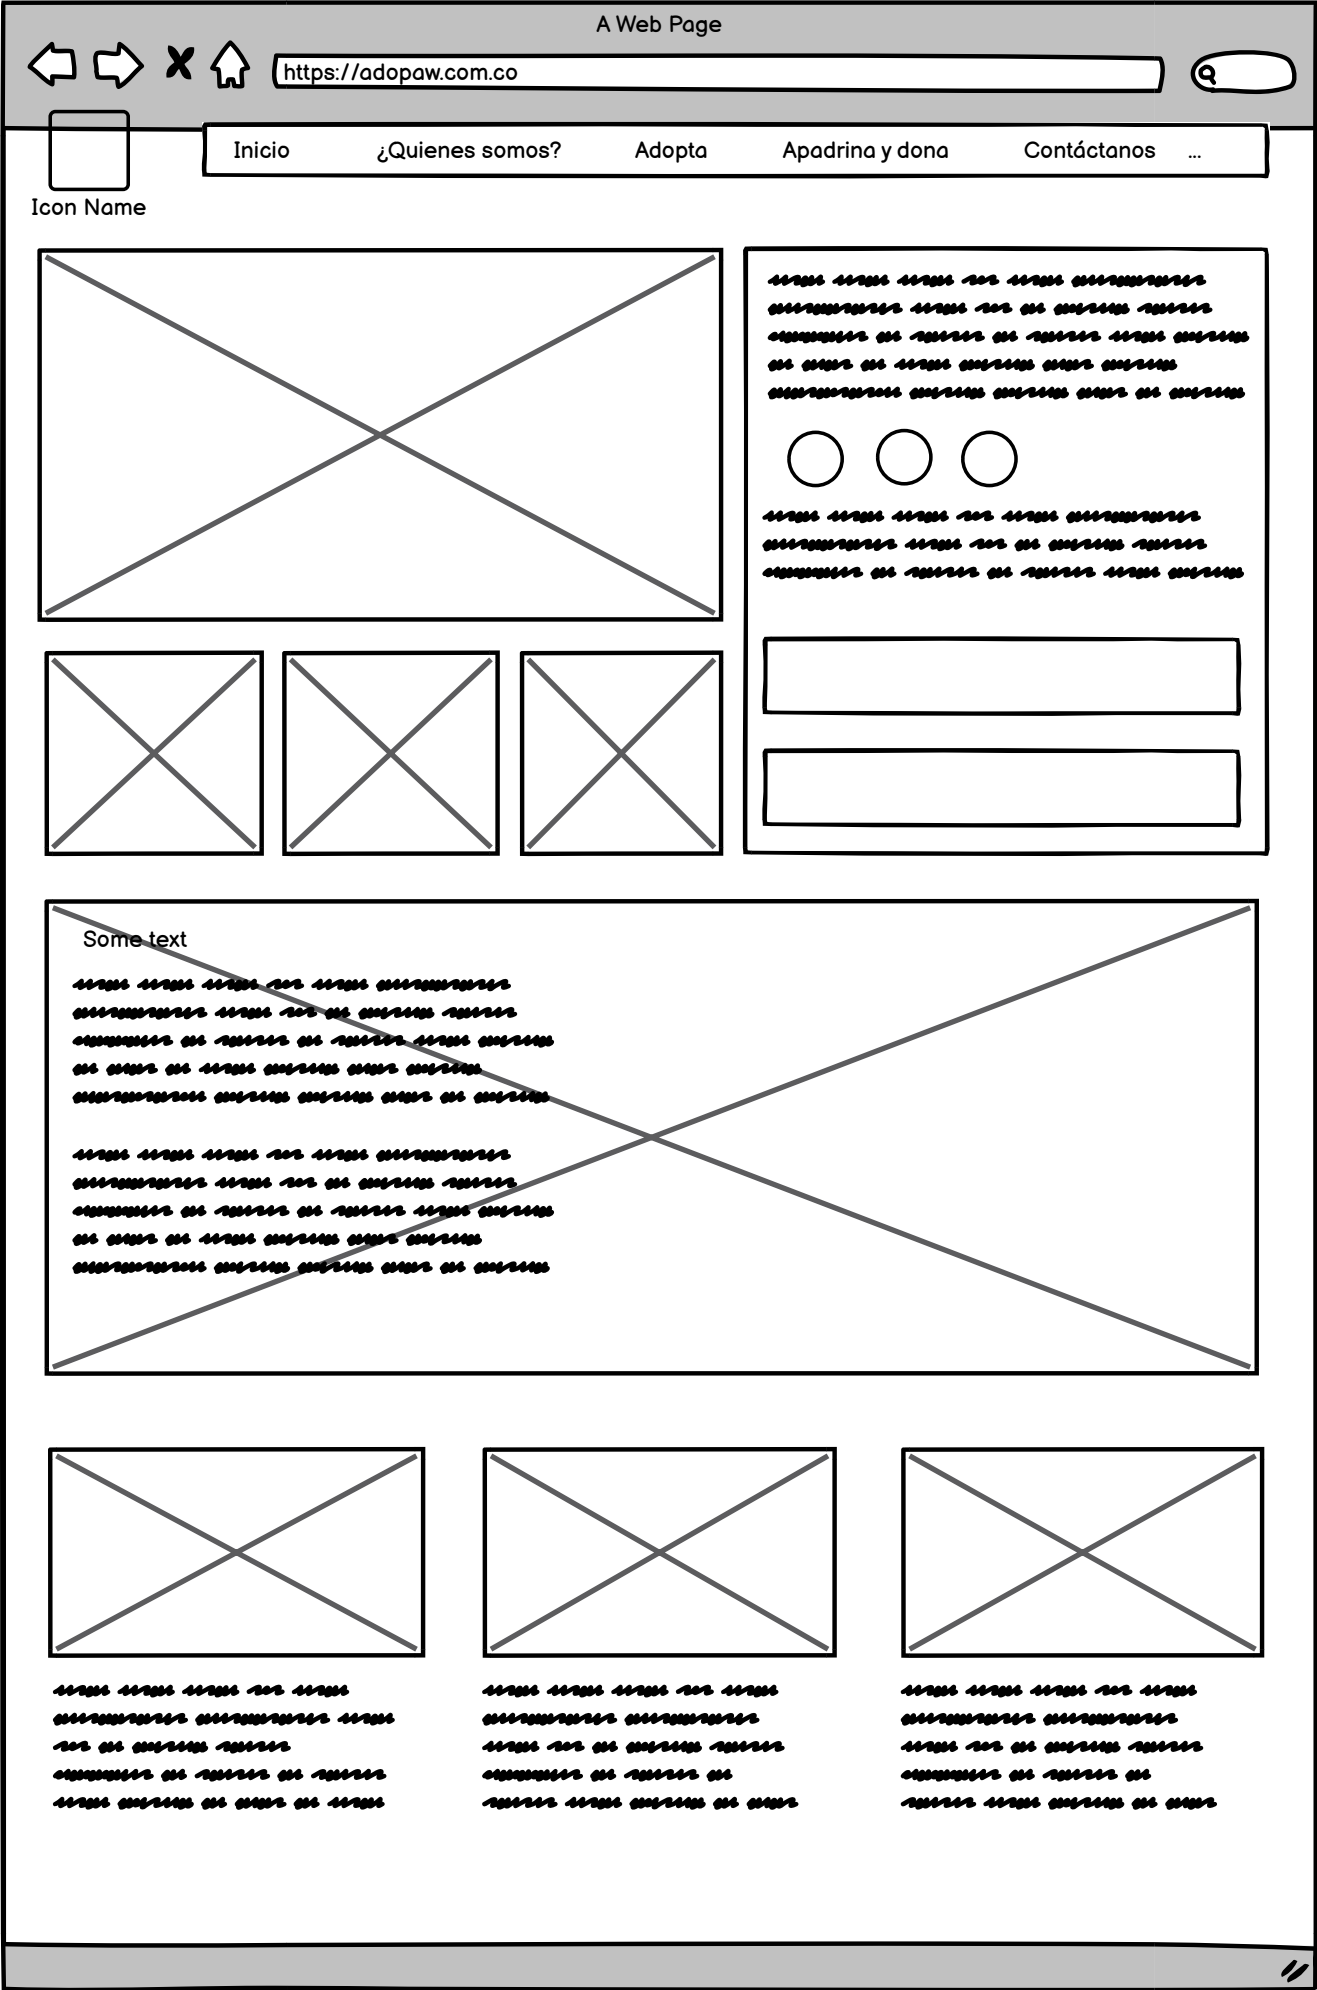 A Web Page
https://adopaw.com.co
Inicio ¿Quienes somos? Adopta Apadrina y dona Contáctanos ...
Icon Name
Some text